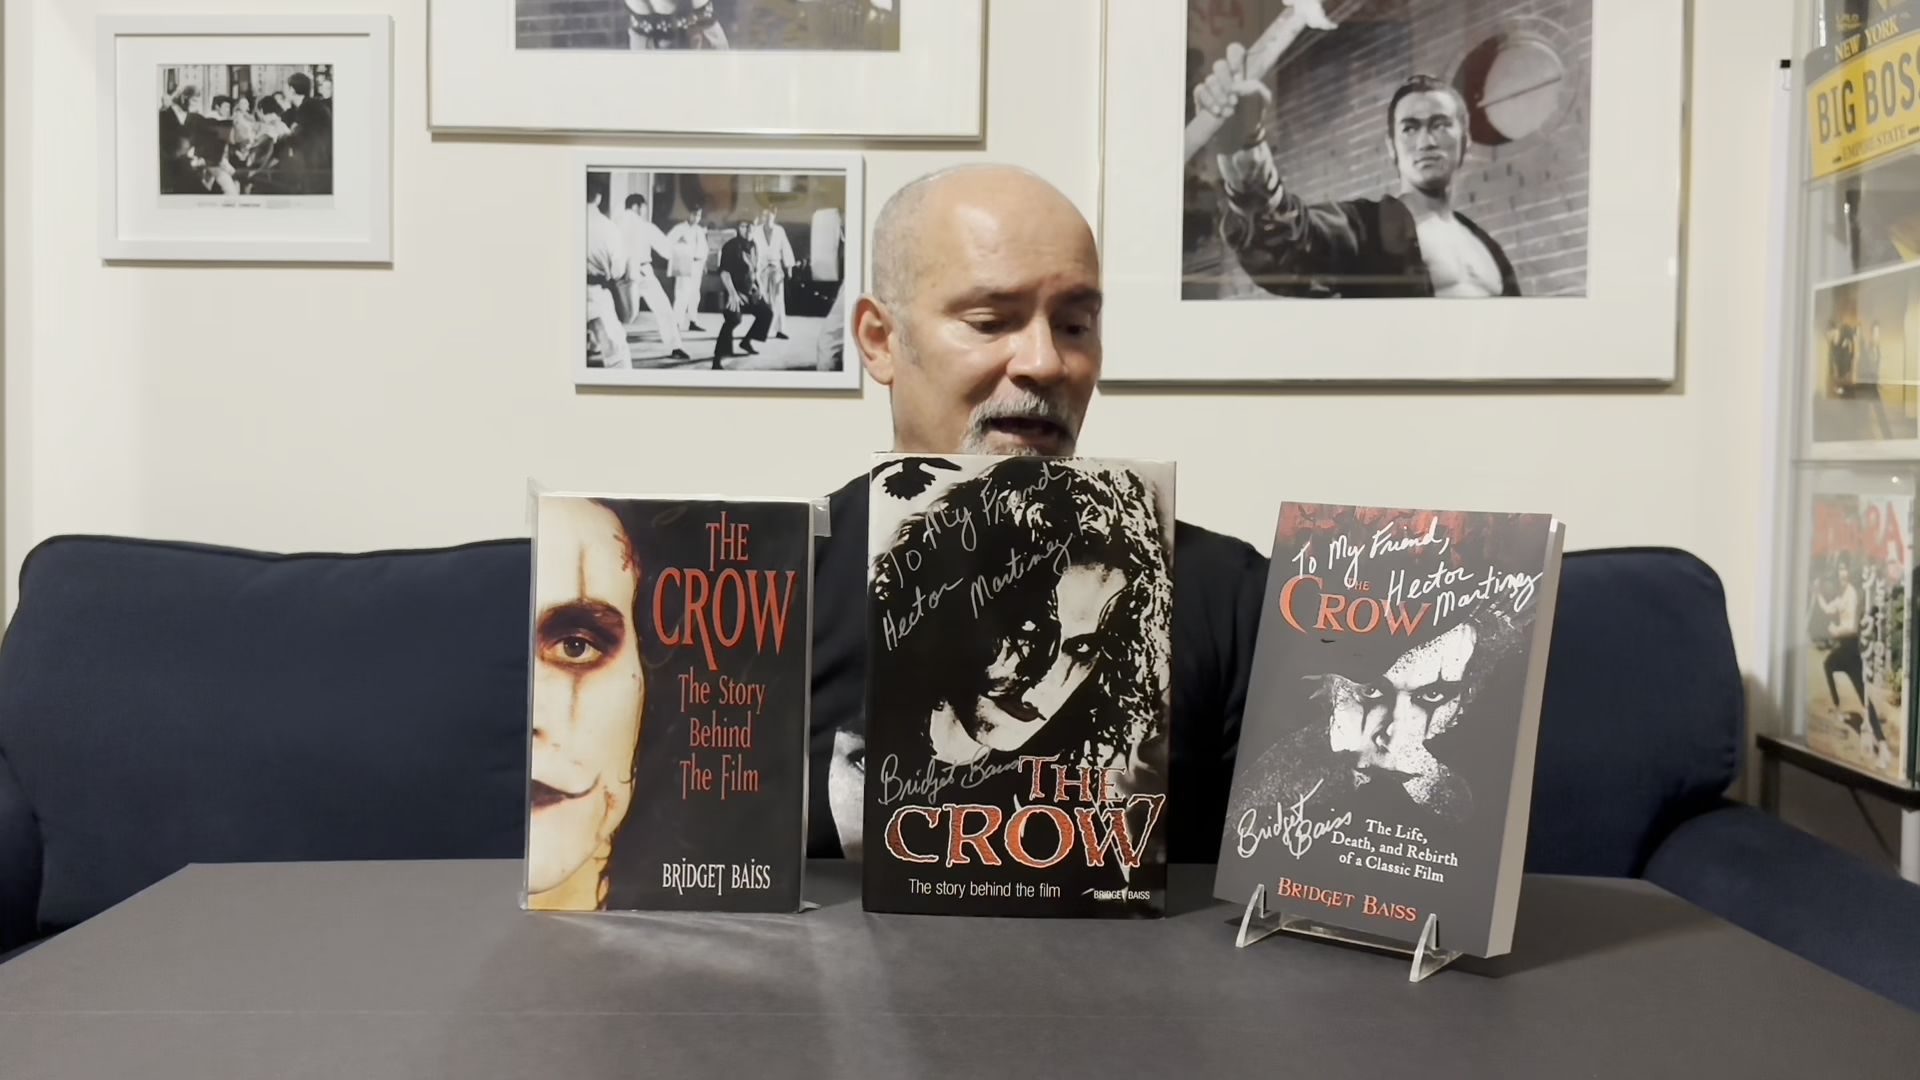 NEW YORK
BIG BOSS
EMPIRE STATE
THE
CROW
The Story
Behind
The Film
BRIDGET BAISS
To My Friend,
Hector Martinez
Bridget Baiss
THE
CROW
The story behind the film
BRIDGET BAISS
To My Friend,
Hector
Martinez
THE
CROW
Bridget
Baiss
The Life,
Death, and Rebirth
of a Classic Film
BRIDGET BAISS